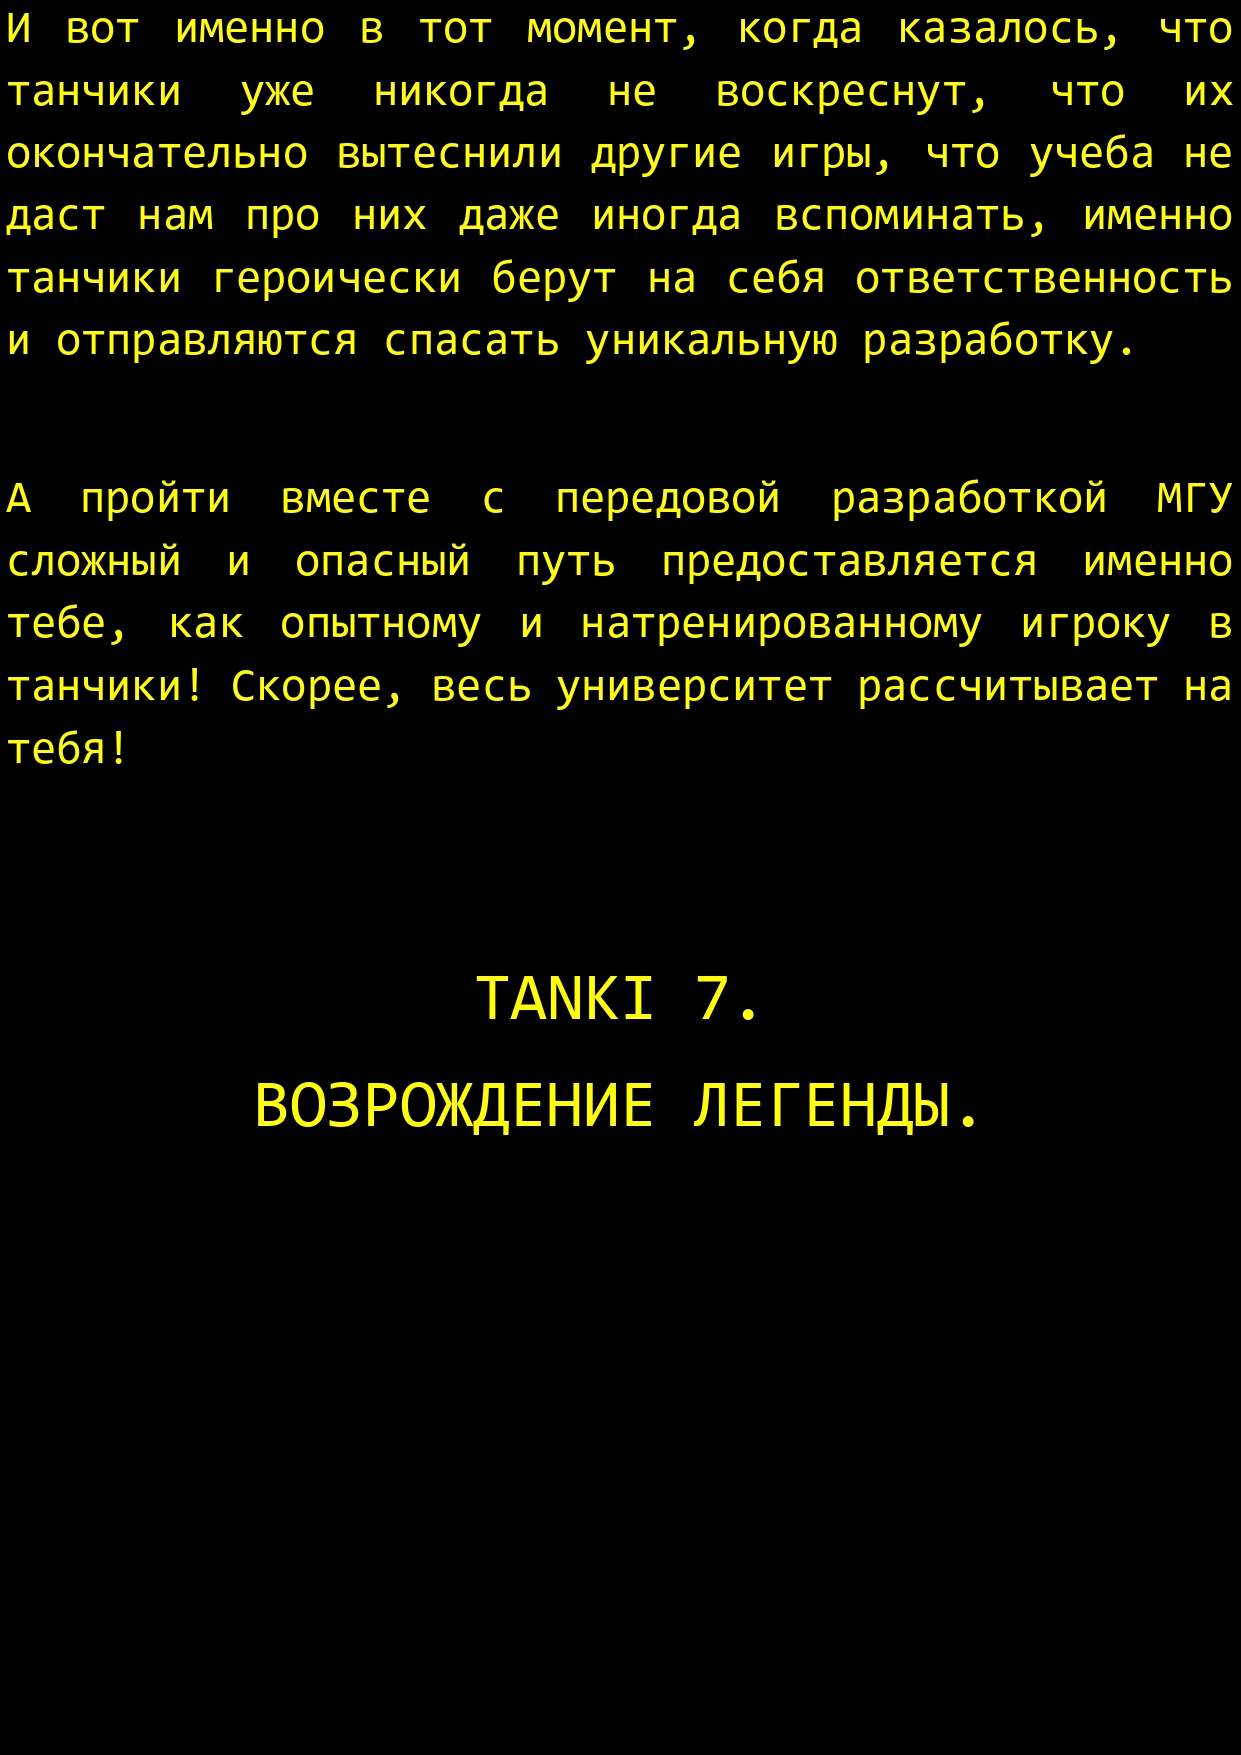 И вот именно в тот момент, когда казалось, что
танчики уже никогда не воскреснут, что их
окончательно вытеснили другие игры, что учеба не
даст нам про них даже иногда вспоминать, именно
танчики героически берут на себя ответственность
и отправляются спасать уникальную разработку.
А пройти вместе с передовой разработкой МГУ
сложный и опасный путь предоставляется именно
тебе, как опытному и натренированному игроку в
танчики! Скорее, весь университет рассчитывает на
тебя!
TANKI 7.
ВОЗРОЖДЕНИЕ ЛЕГЕНДЫ.